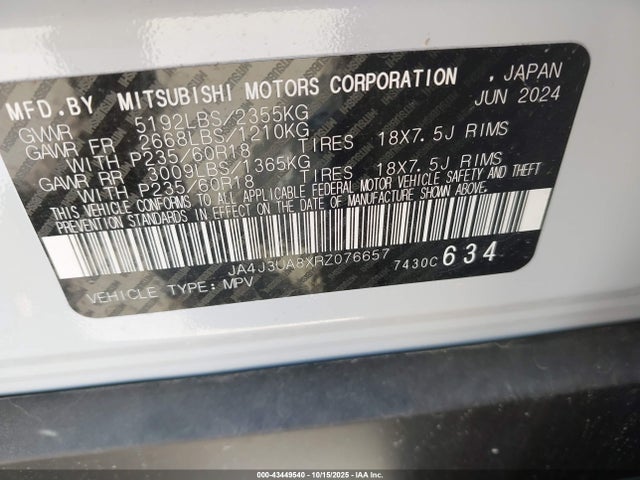 MFD.BY MITSUBISHI MOTORS CORPORATION , JAPAN
JUN 2024
GVWR 5192LBS/2355KG
GAWR FR 2668LBS/1210KG
WITH P235/60R18 TIRES 18X7.5J RIMS
GAWR RR 3009LBS/1365KG
WITH P235/60R18 TIRES 18X7.5J RIMS
THIS VEHICLE CONFORMS TO ALL APPLICABLE FEDERAL MOTOR VEHICLE SAFETY AND THEFT
PREVENTION STANDARDS IN EFFECT ON THE DATE OF MANUFACTURE SHOWN ABOVE.
JA4J3UA8XRZ076657 7430C 634
VEHICLE TYPE: MPV
000-43449540 - 10/15/2025 - IAA Inc.